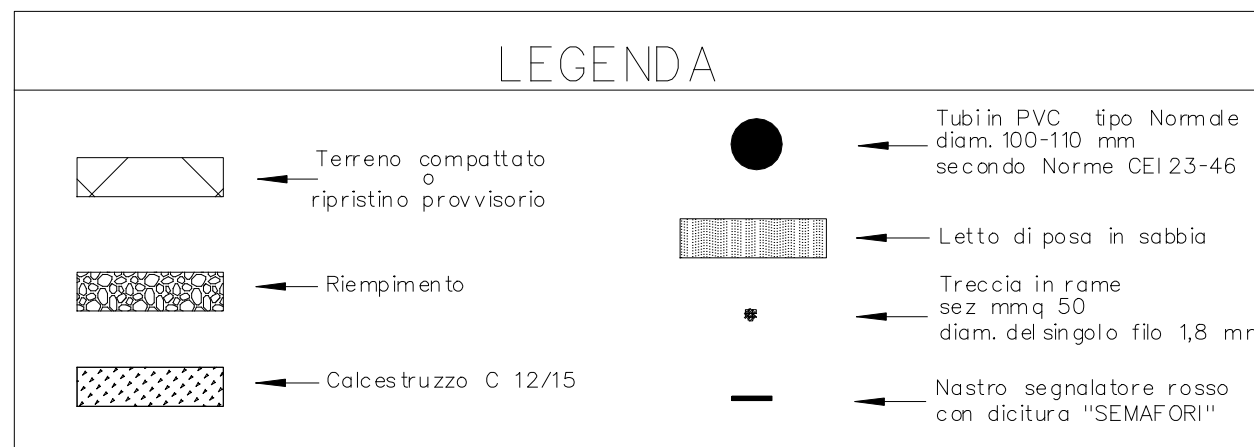 LEGENDA
Terreno compattato
o
ripristino provvisorio
Riempimento
Calcestruzzo C 12/15
Tubi in PVC tipo Normale
diam. 100-110 mm
secondo Norme CEI 23-46
Letto di posa in sabbia
Treccia in rame
sez mmq 50
diam. del singolo filo 1,8 mm
Nastro segnalatore rosso
con dicitura "SEMAFORI"